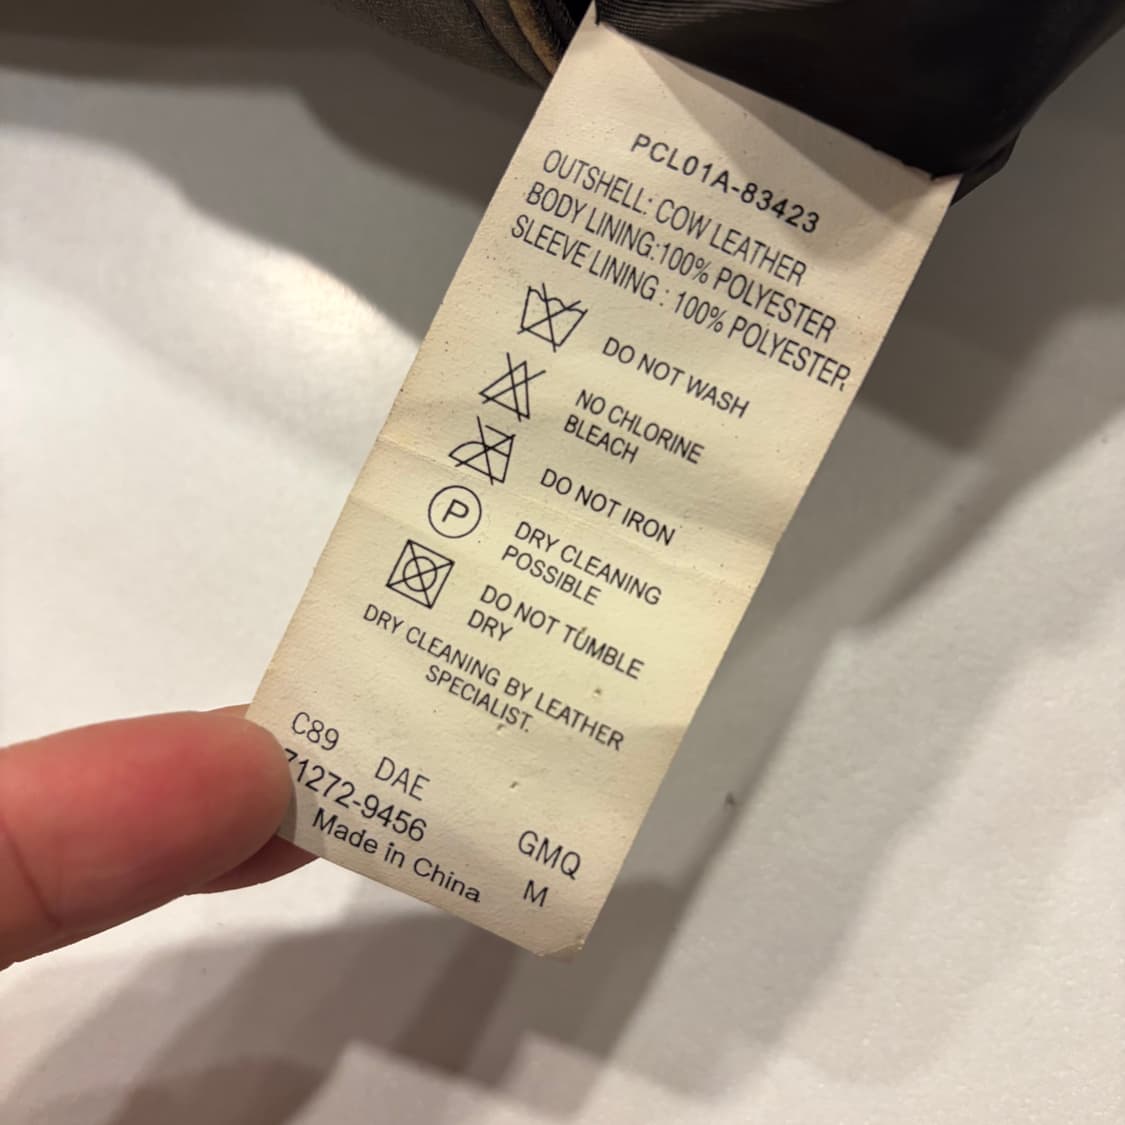 PCL01A-83423
OUTSHELL: COW LEATHER
BODY LINING:100% POLYESTER
SLEEVE LINING : 100% POLYESTER
DO NOT WASH
NO CHLORINE
BLEACH
DO NOT IRON
P
DRY CLEANING
POSSIBLE
DO NOT TUMBLE
DRY
DRY CLEANING BY LEATHER
SPECIALIST.
C89 DAE
71272-9456 GMQ
Made in China M